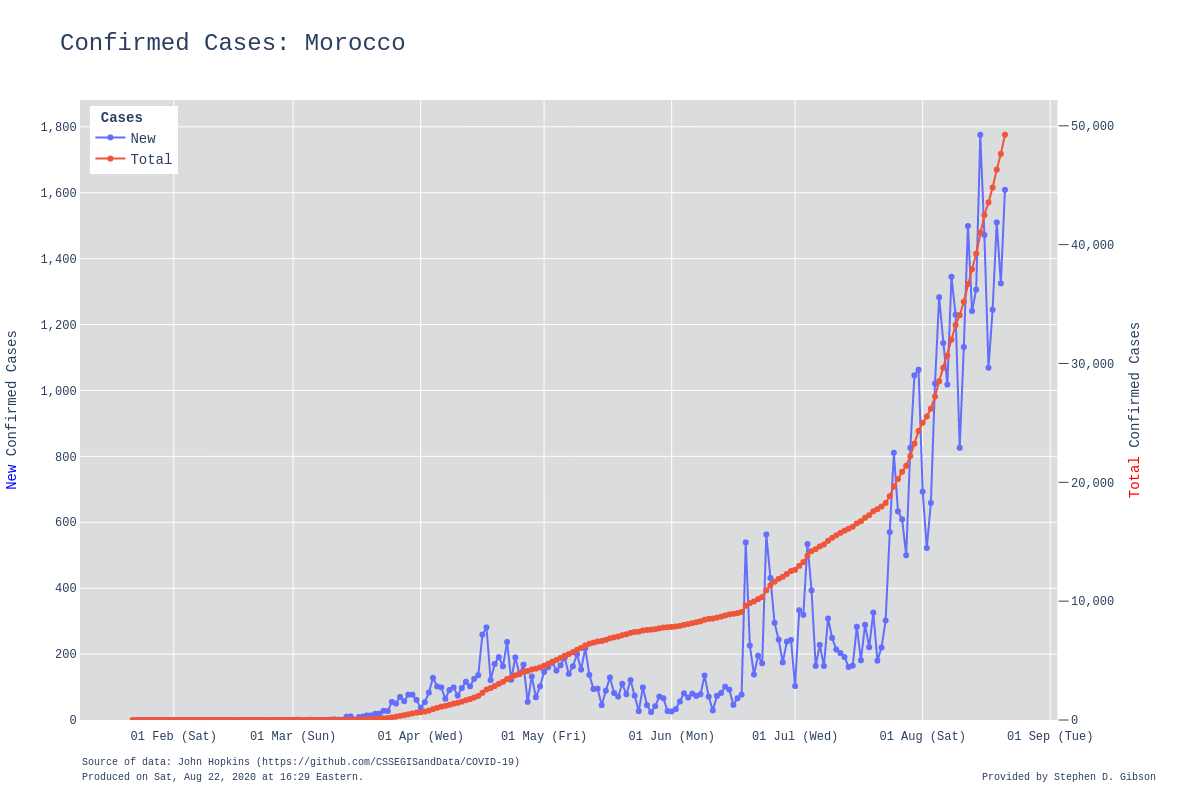 Confirmed Cases: Morocco
Cases
New
Total
1,800
1,600
1,400
1,200
1,000
800
600
400
200
0
New Confirmed Cases
50,000
40,000
30,000
20,000
10,000
0
Total Confirmed Cases
01 Feb (Sat) 01 Mar (Sun) 01 Apr (Wed) 01 May (Fri) 01 Jun (Mon) 01 Jul (Wed) 01 Aug (Sat) 01 Sep (Tue)
Source of data: John Hopkins (https://github.com/CSSEGISandData/COVID-19)
Produced on Sat, Aug 22, 2020 at 16:29 Eastern.
Provided by Stephen D. Gibson